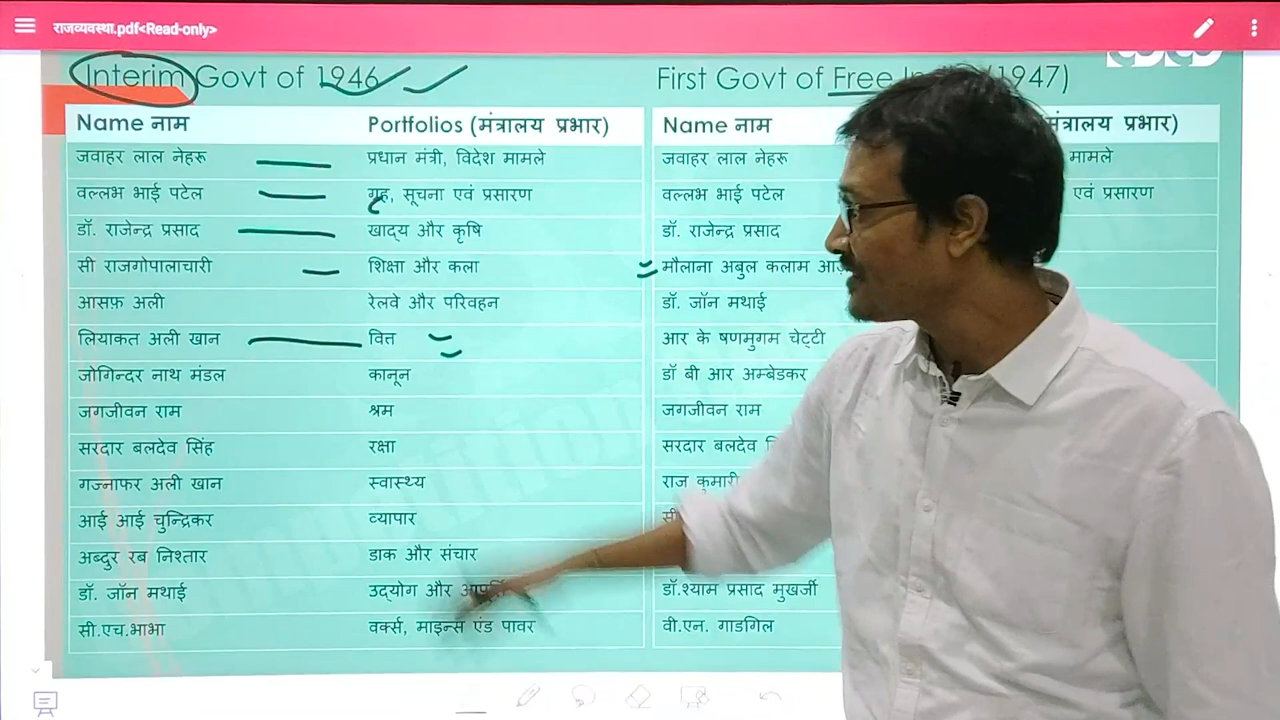 राजव्यवस्था.pdf<Read-only>
Interim Govt of 1946
First Govt of Free (1947)
Name नाम Portfolios (मंत्रालय प्रभार)
Name नाम मंत्रालय प्रभार)
जवाहर लाल नेहरू प्रधान मंत्री, विदेश मामले
जवाहर लाल नेहरू मामले
वल्लभ भाई पटेल गृह, सूचना एवं प्रसारण
वल्लभ भाई पटेल एवं प्रसारण
डॉ. राजेन्द्र प्रसाद खाद्य और कृषि
डॉ. राजेन्द्र प्रसाद
सी राजगोपालाचारी शिक्षा और कला
मौलाना अबुल कलाम
आसफ़ अली रेलवे और परिवहन
डॉ. जॉन मथाई
लियाकत अली खान वित्त
आर के षणमुगम चेट्टी
जोगिन्दर नाथ मंडल कानून
डॉ बी आर अम्बेडकर
जगजीवन राम श्रम
जगजीवन राम
सरदार बलदेव सिंह रक्षा
सरदार बलदेव
गज्नाफर अली खान स्वास्थ्य
राज कुमारी
आई आई चुन्द्रिकर व्यापार
सी
अब्दुर रब निश्तार डाक और संचार
डॉ. जॉन मथाई उद्योग और
डॉ.श्याम प्रसाद मुखर्जी
सी.एच.भाभा वर्क्स, माइन्स एंड पावर
वी.एन. गाडगिल